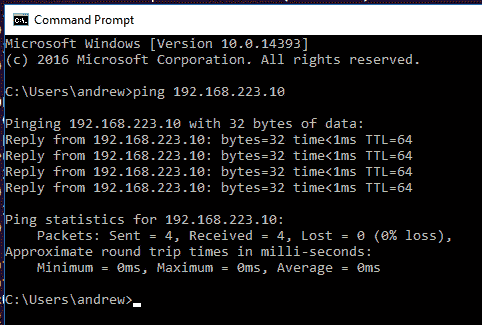 Command Prompt
Microsoft Windows [Version 10.0.14393]
(c) 2016 Microsoft Corporation. All rights reserved.
C:\Users\andrew>ping 192.168.223.10
Pinging 192.168.223.10 with 32 bytes of data:
Reply from 192.168.223.10: bytes=32 time<1ms TTL=64
Reply from 192.168.223.10: bytes=32 time<1ms TTL=64
Reply from 192.168.223.10: bytes=32 time<1ms TTL=64
Reply from 192.168.223.10: bytes=32 time<1ms TTL=64
Ping statistics for 192.168.223.10:
    Packets: Sent = 4, Received = 4, Lost = 0 (0% loss),
Approximate round trip times in milli-seconds:
    Minimum = 0ms, Maximum = 0ms, Average = 0ms
C:\Users\andrew>